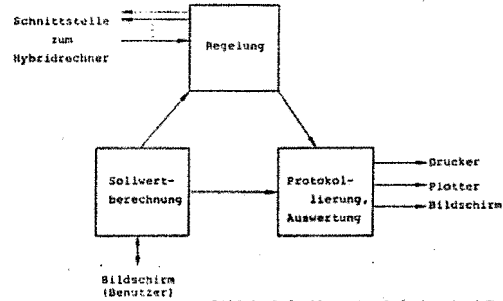 Schnittstelle
zum
Hybridrechner
Regelung
Sollwert-
berechnung
Protokol-
lierung,
Auswertung
Drucker
Plotter
Bildschirm
Bildschirm
(Benutzer)